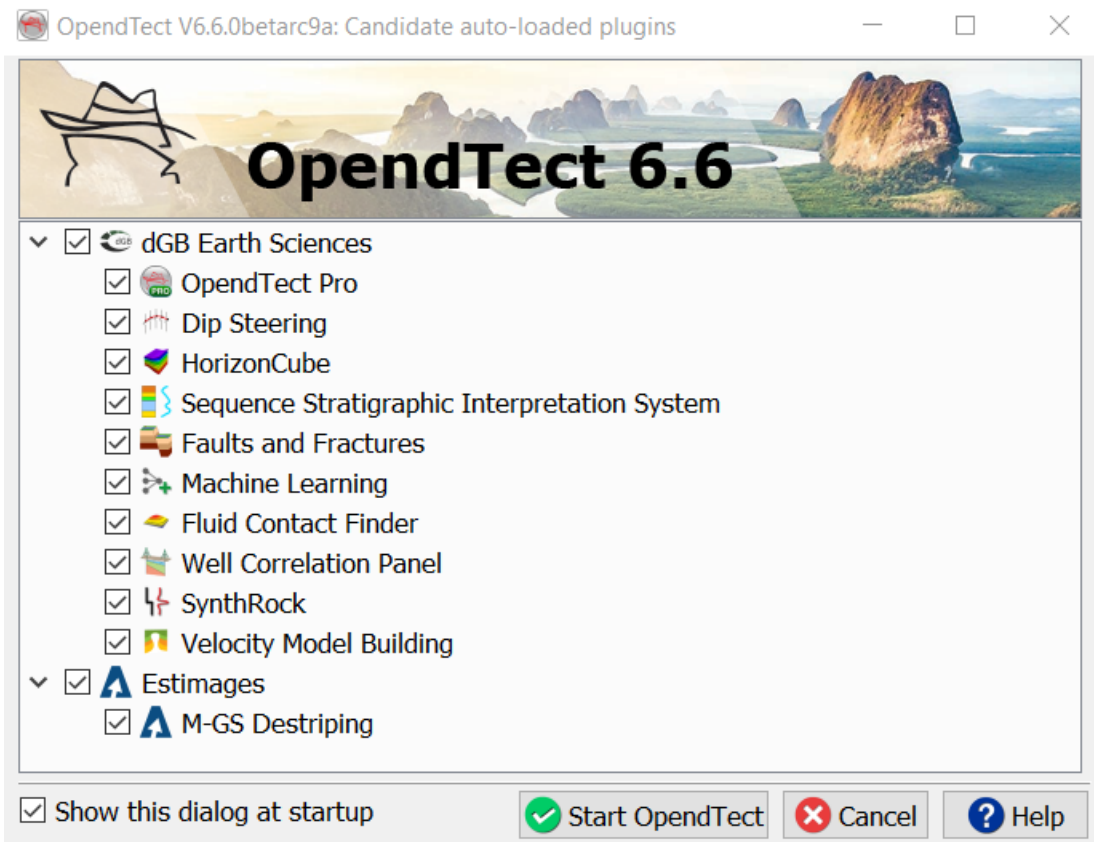 OpendTect V6.6.0betarc9a: Candidate auto-loaded plugins
OpendTect 6.6
dGB dGB Earth Sciences
PRO OpendTect Pro
Dip Steering
HorizonCube
Sequence Stratigraphic Interpretation System
Faults and Fractures
Machine Learning
Fluid Contact Finder
Well Correlation Panel
SynthRock
Velocity Model Building
Estimages
M-GS Destriping
Show this dialog at startup
Start OpendTect
Cancel
? Help